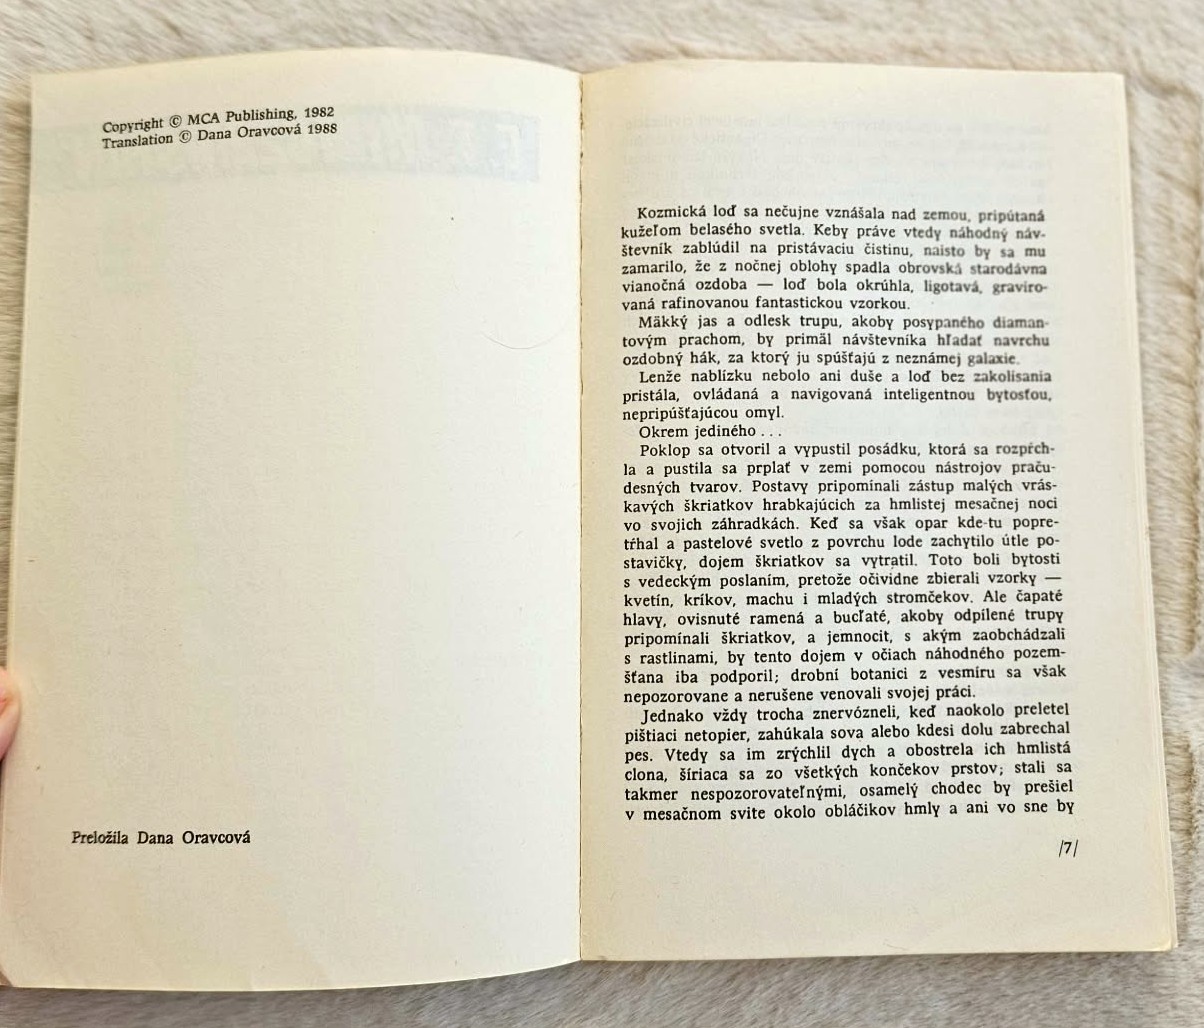 Copyright © MCA Publishing, 1982
Translation © Dana Oravcová 1988
Preložila Dana Oravcová
Kozmická loď sa nečujne vznášala nad zemou, pripútaná
kužeľom belasého svetla. Keby práve vtedy náhodný náv-
števník zablúdil na pristávaciu čistinu, naisto by sa mu
zamarilo, že z nočnej oblohy spadla obrovská starodávna
vianočná ozdoba — loď bola okrúhla, ligotavá, graviro-
vaná rafinovanou fantastickou vzorkou.
Mäkký jas a odlesk trupu, akoby posypaného diaman-
tovým prachom, by primäl návštevníka hľadať navrchu
ozdobný hák, za ktorý ju spúšťajú z neznámej galaxie.
Lenže nablízku nebolo ani duše a loď bez zakolísania
pristála, ovládaná a navigovaná inteligentnou bytosťou,
nepripúšťajúcou omyl.
Okrem jediného . . .
Poklop sa otvoril a vypustil posádku, ktorá sa rozpŕch-
la a pustila sa prplať v zemi pomocou nástrojov praču-
desných tvarov. Postavy pripomínali zástup malých vrás-
kavých škriatkov hrabkajúcich za hmlistej mesačnej noci
vo svojich záhradkách. Keď sa však opar kde-tu popre-
tŕhal a pastelové svetlo z povrchu lode zachytilo útle po-
stavičky, dojem škriatkov sa vytratil. Toto boli bytosti
s vedeckým poslaním, pretože očividne zbierali vzorky —
kvetín, kríkov, machu i mladých stromčekov. Ale čapaté
hlavy, ovisnuté ramená a bucľaté, akoby odpílené trupy
pripomínali škriatkov, a jemnocit, s akým zaobchádzali
s rastlinami, by tento dojem v očiach náhodného pozem-
šťana iba podporil; drobní botanici z vesmíru sa však
nepozorovane a nerušene venovali svojej práci.
Jednako vždy trocha znervózneli, keď naokolo preletel
pištiaci netopier, zahúkala sova alebo kdesi dolu zabrechal
pes. Vtedy sa im zrýchlil dych a obostrela ich hmlistá
clona, šíriaca sa zo všetkých končekov prstov; stali sa
takmer nespozorovateľnými, osamelý chodec by prešiel
v mesačnom svite okolo obláčikov hmly a ani vo sne by
/7/